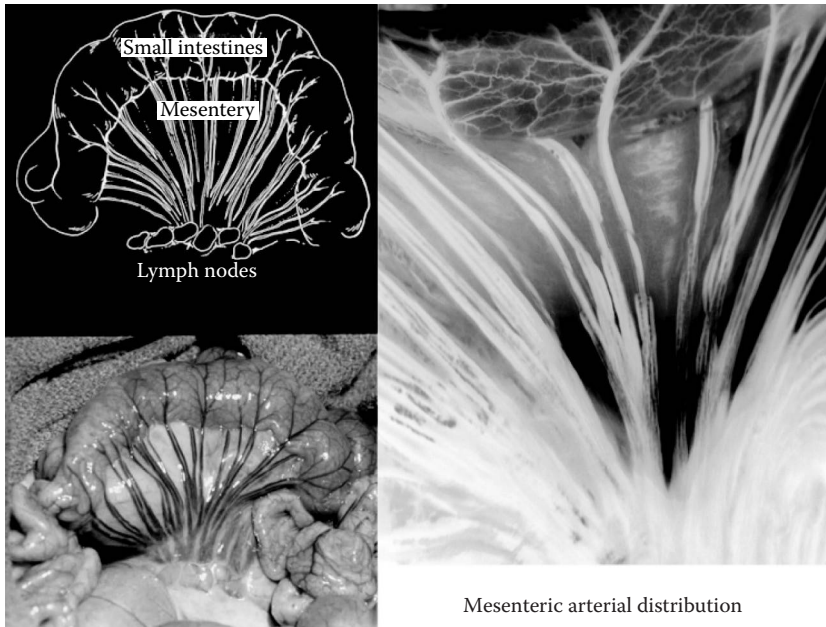 Small intestines
Mesentery
Lymph nodes
Mesenteric arterial distribution